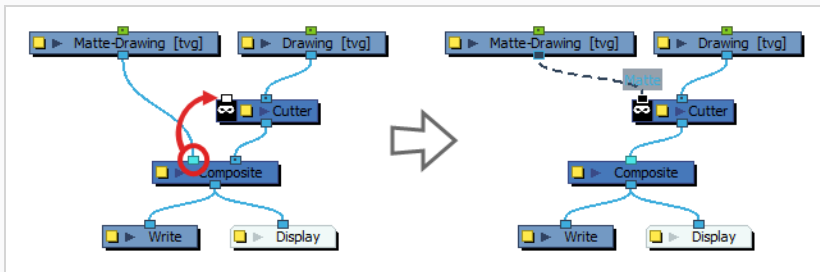 Matte-Drawing [tvg]
Drawing [tvg]
Cutter
Composite
Write
Display
Matte-Drawing [tvg]
Drawing [tvg]
Matte
Cutter
Composite
Write
Display